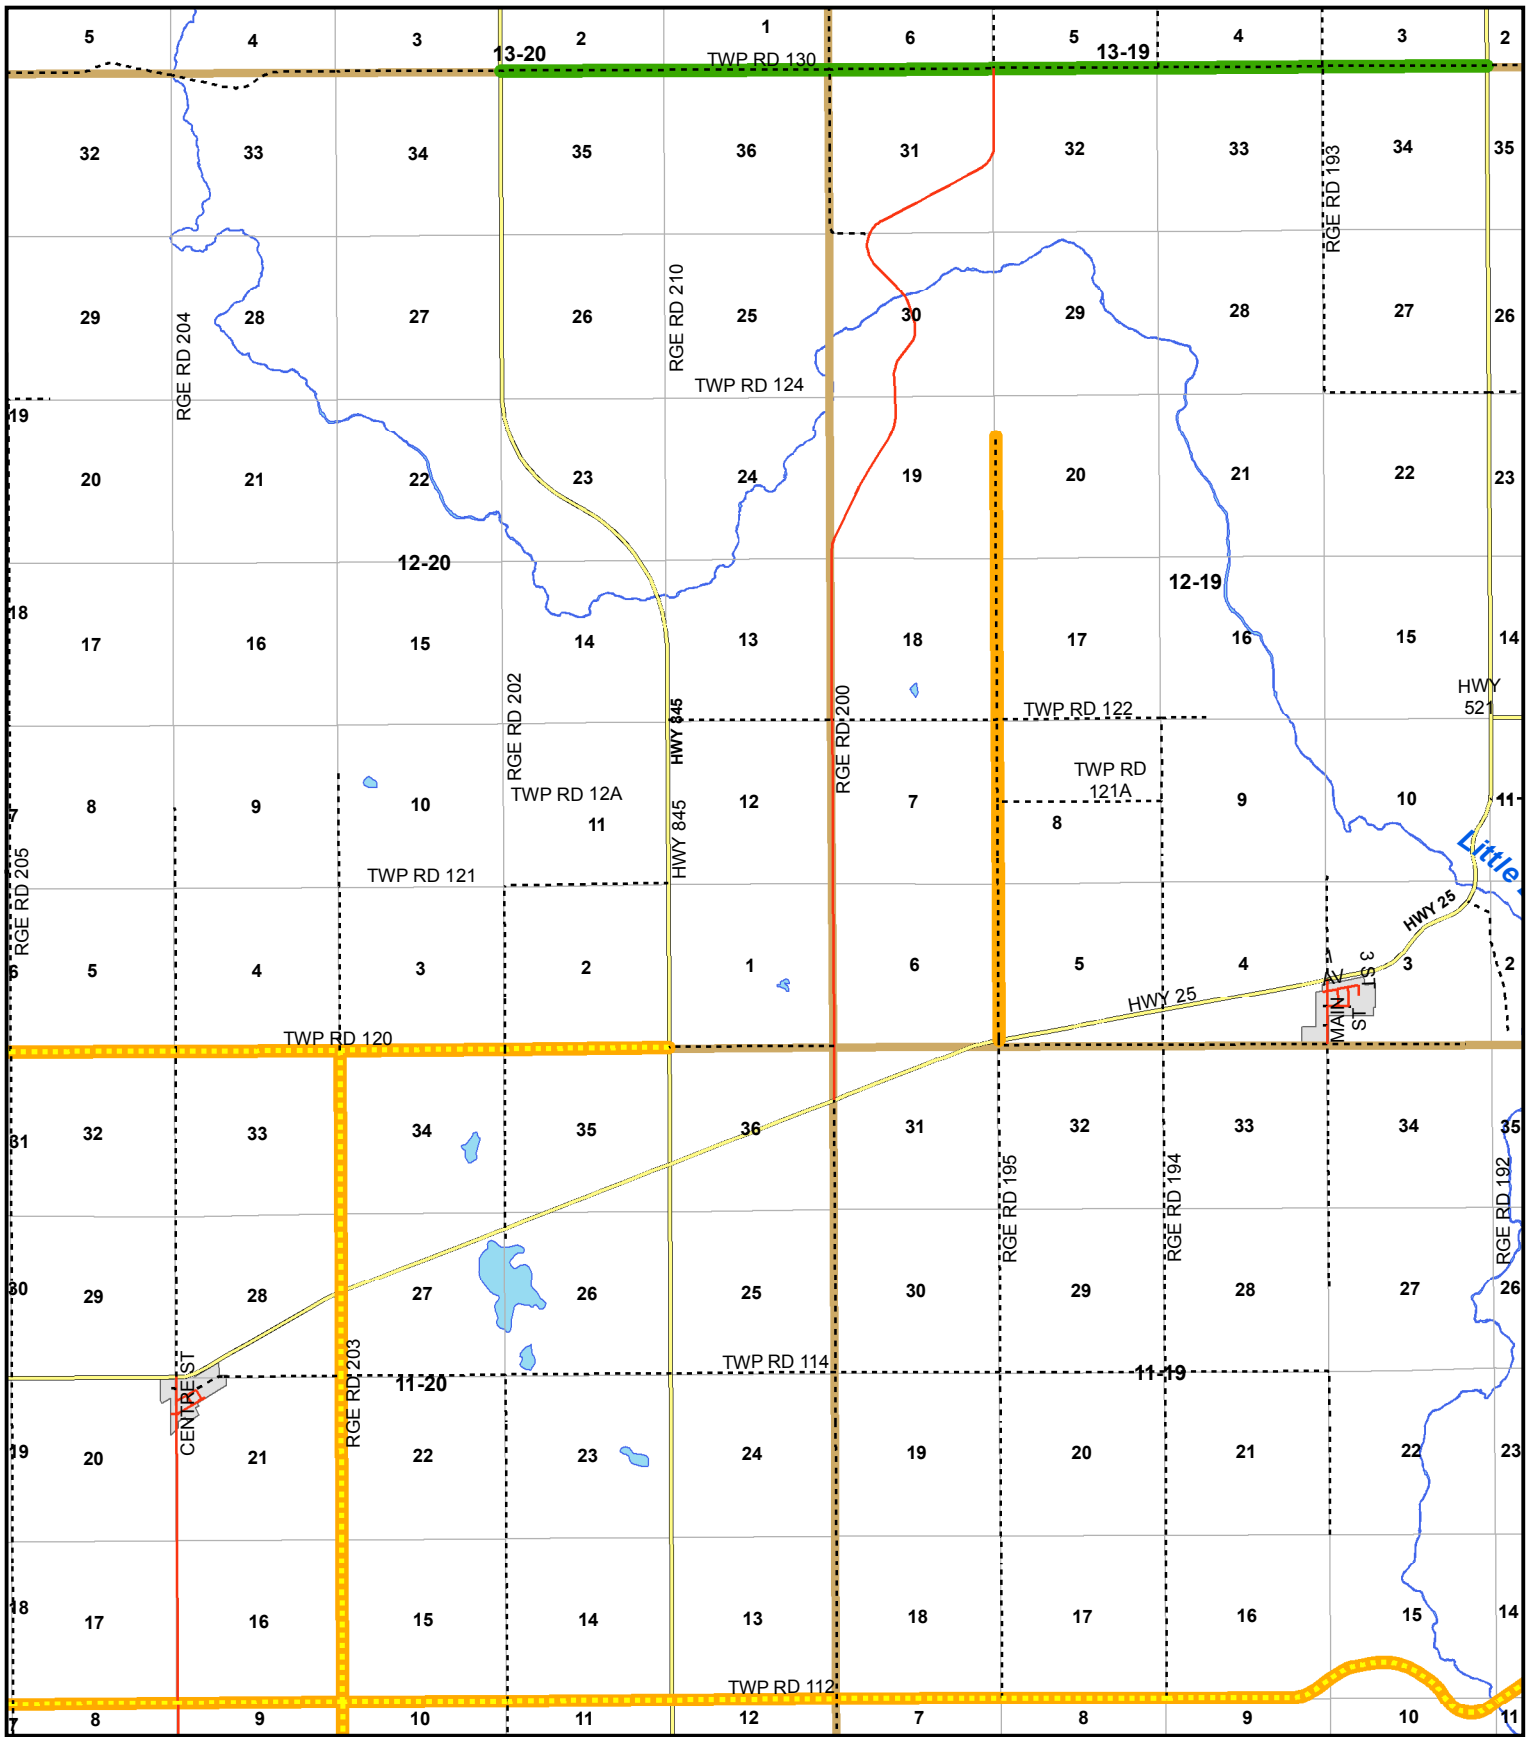 5 4 3 2 1 6 5 4 3 2
13-20 13-19
TWP RD 130
32 33 34 35 36 31 32 33 34 35
RGE RD 193
29 28 27 26 25 30 29 28 27 26
RGE RD 204
RGE RD 210
TWP RD 124
19
20 21 22 23 24 19 20 21 22 23
12-20 12-19
18
17 16 15 14 13 18 17 16 15 14
RGE RD 202
HWY 845
RGE RD 200
TWP RD 122
HWY
521
TWP RD
121A
TWP RD 12A
7 8 9 10 11 12 7 8 9 10 11
HWY 845
Little
TWP RD 121
RGE RD 205
HWY 25
6 5 4 3 2 1 6 5 4 3 2
HWY 25
AV
3 ST
MAIN
ST
TWP RD 120
31 32 33 34 35 36 31 32 33 34 35
RGE RD 195
RGE RD 194
RGE RD 192
30 29 28 27 26 25 30 29 28 27 26
CENTRE ST
RGE RD 203
TWP RD 114
11-20 11-19
19 20 21 22 23 24 19 20 21 22 23
18 17 16 15 14 13 18 17 16 15 14
TWP RD 112
7 8 9 10 11 12 7 8 9 10 11